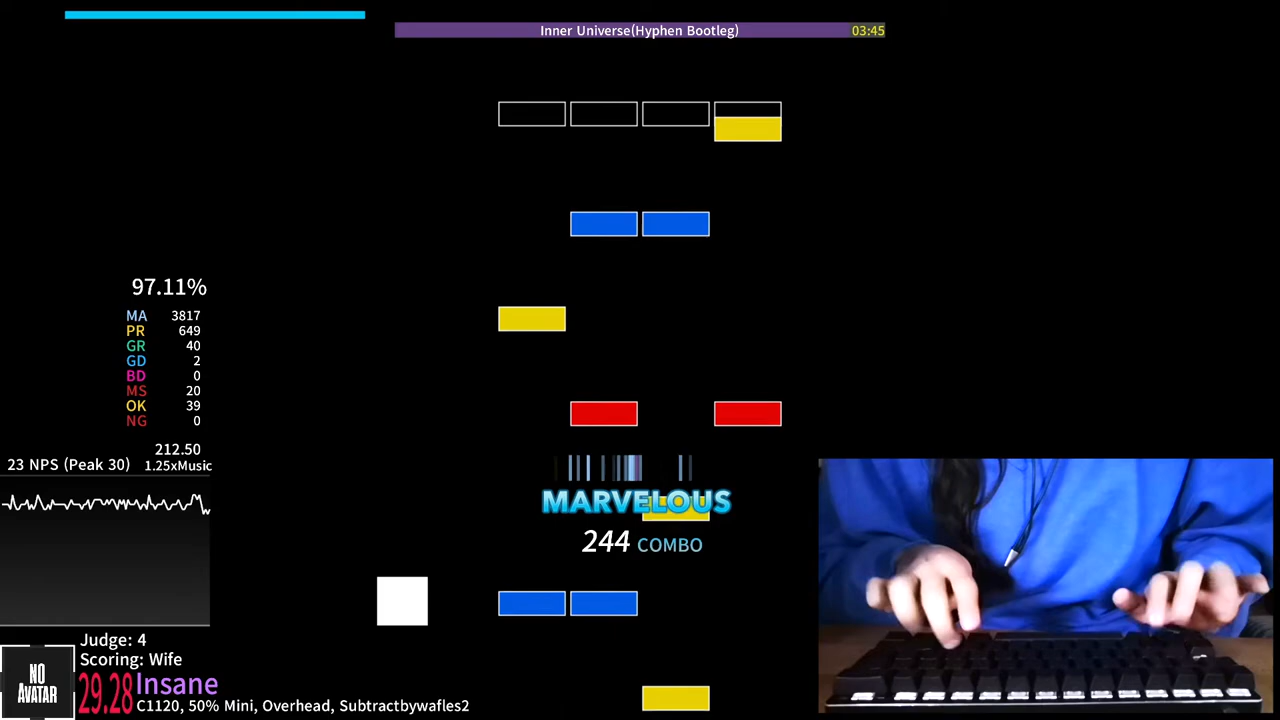 Inner Universe(Hyphen Bootleg) 03:45
97.11%
MA 3817
PR 649
GR 40
GD 2
BD 0
MS 20
OK 39
NG 0
212.50
23 NPS (Peak 30) 1.25xMusic
MARVELOUS
244 COMBO
Judge: 4
Scoring: Wife
NO AVATAR
29.28 Insane
C1120, 50% Mini, Overhead, Subtractbywafles2